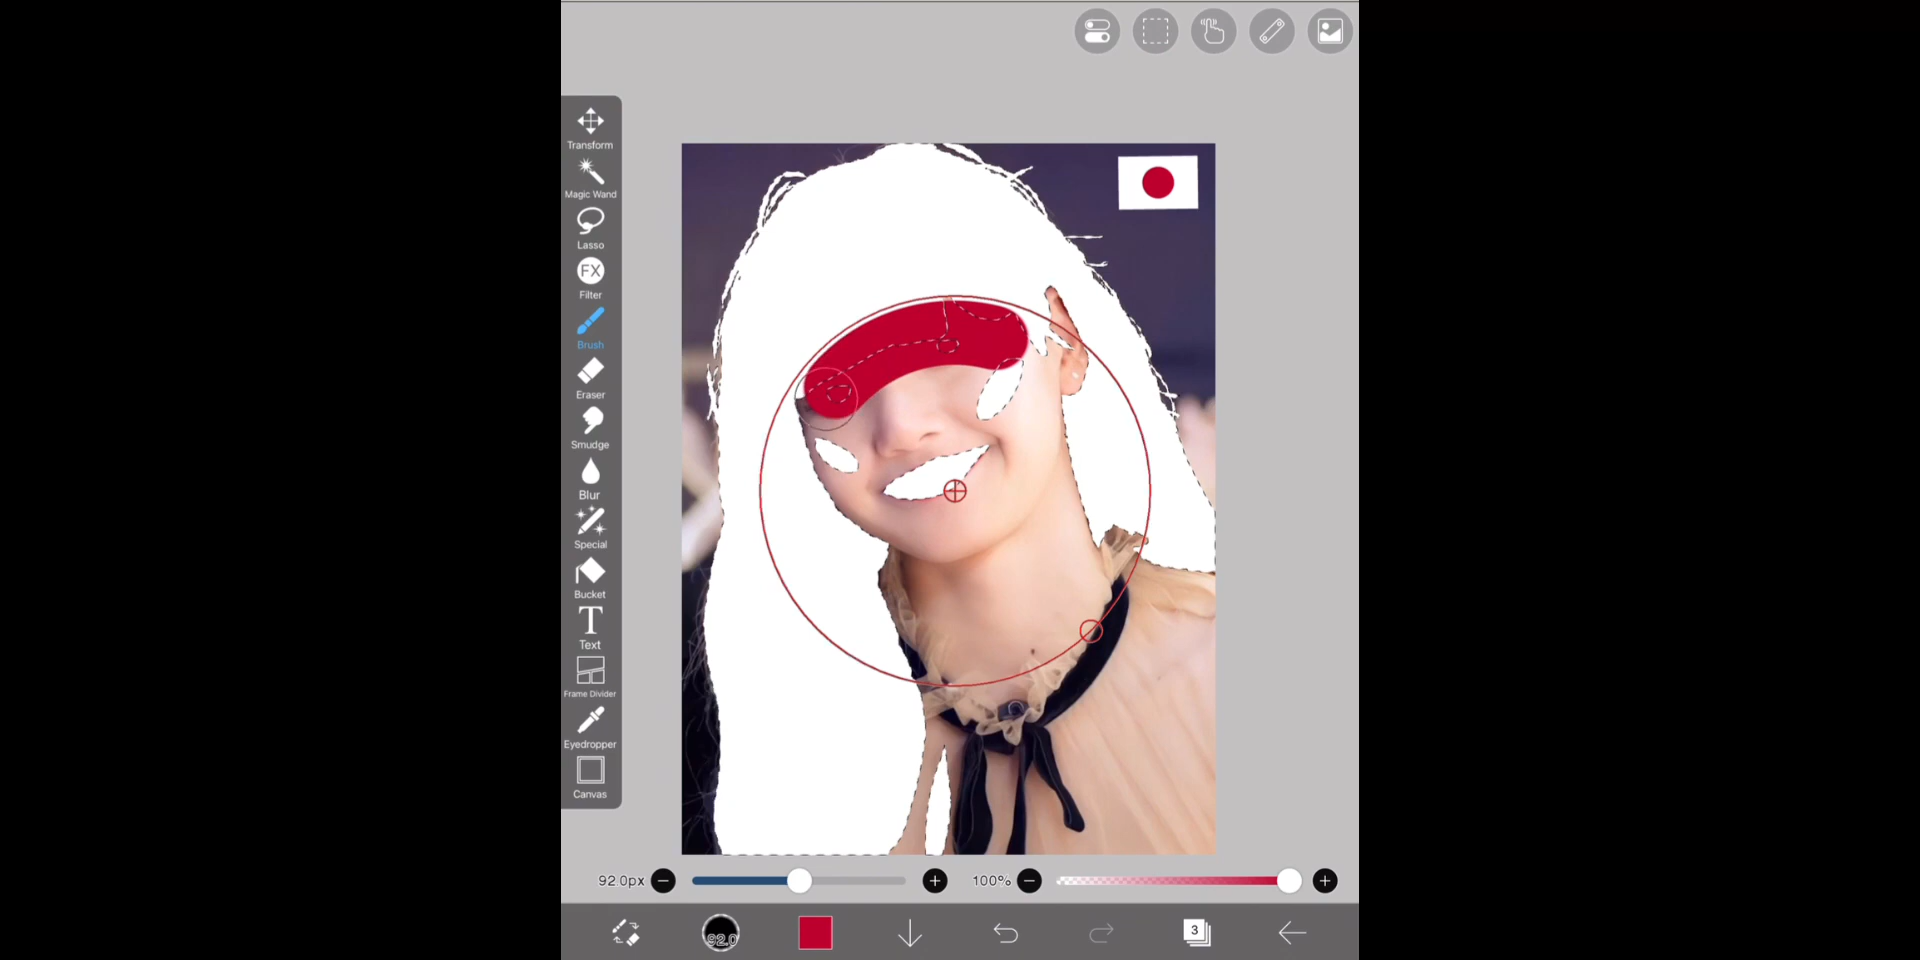 Transform
Magic Wand
Lasso
FX
Filter
Brush
Eraser
Smudge
Blur
Special
Bucket
T
Text
Frame Divider
Eyedropper
Canvas
92.0px
100%
92.0
3